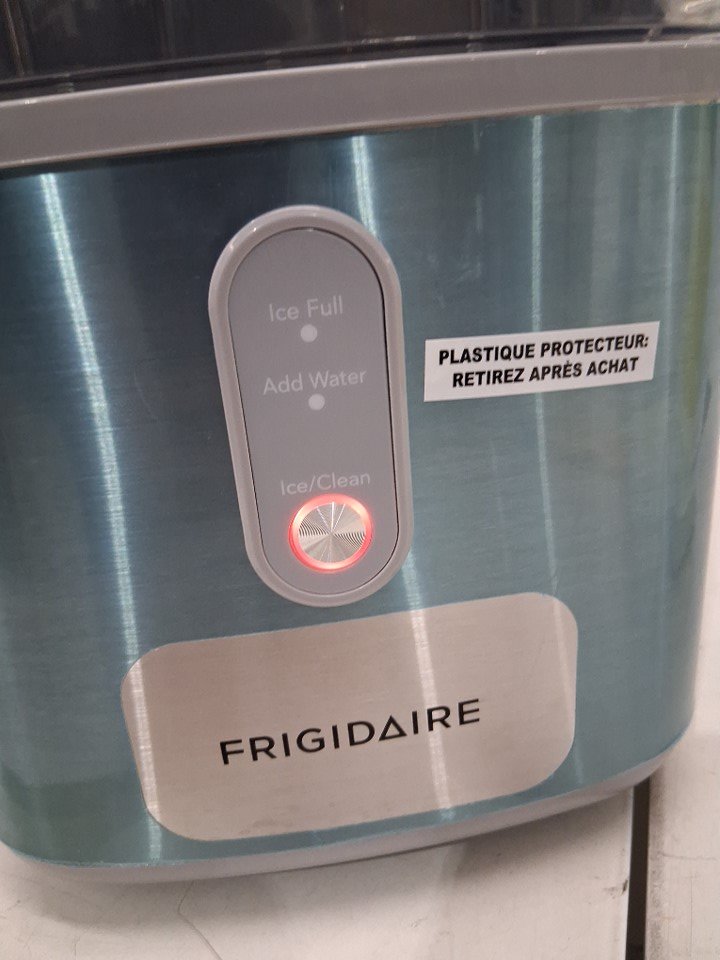 Ice Full
Add Water
PLASTIQUE PROTECTEUR:
RETIREZ APRÈS ACHAT
Ice/Clean
FRIGIDAIRE